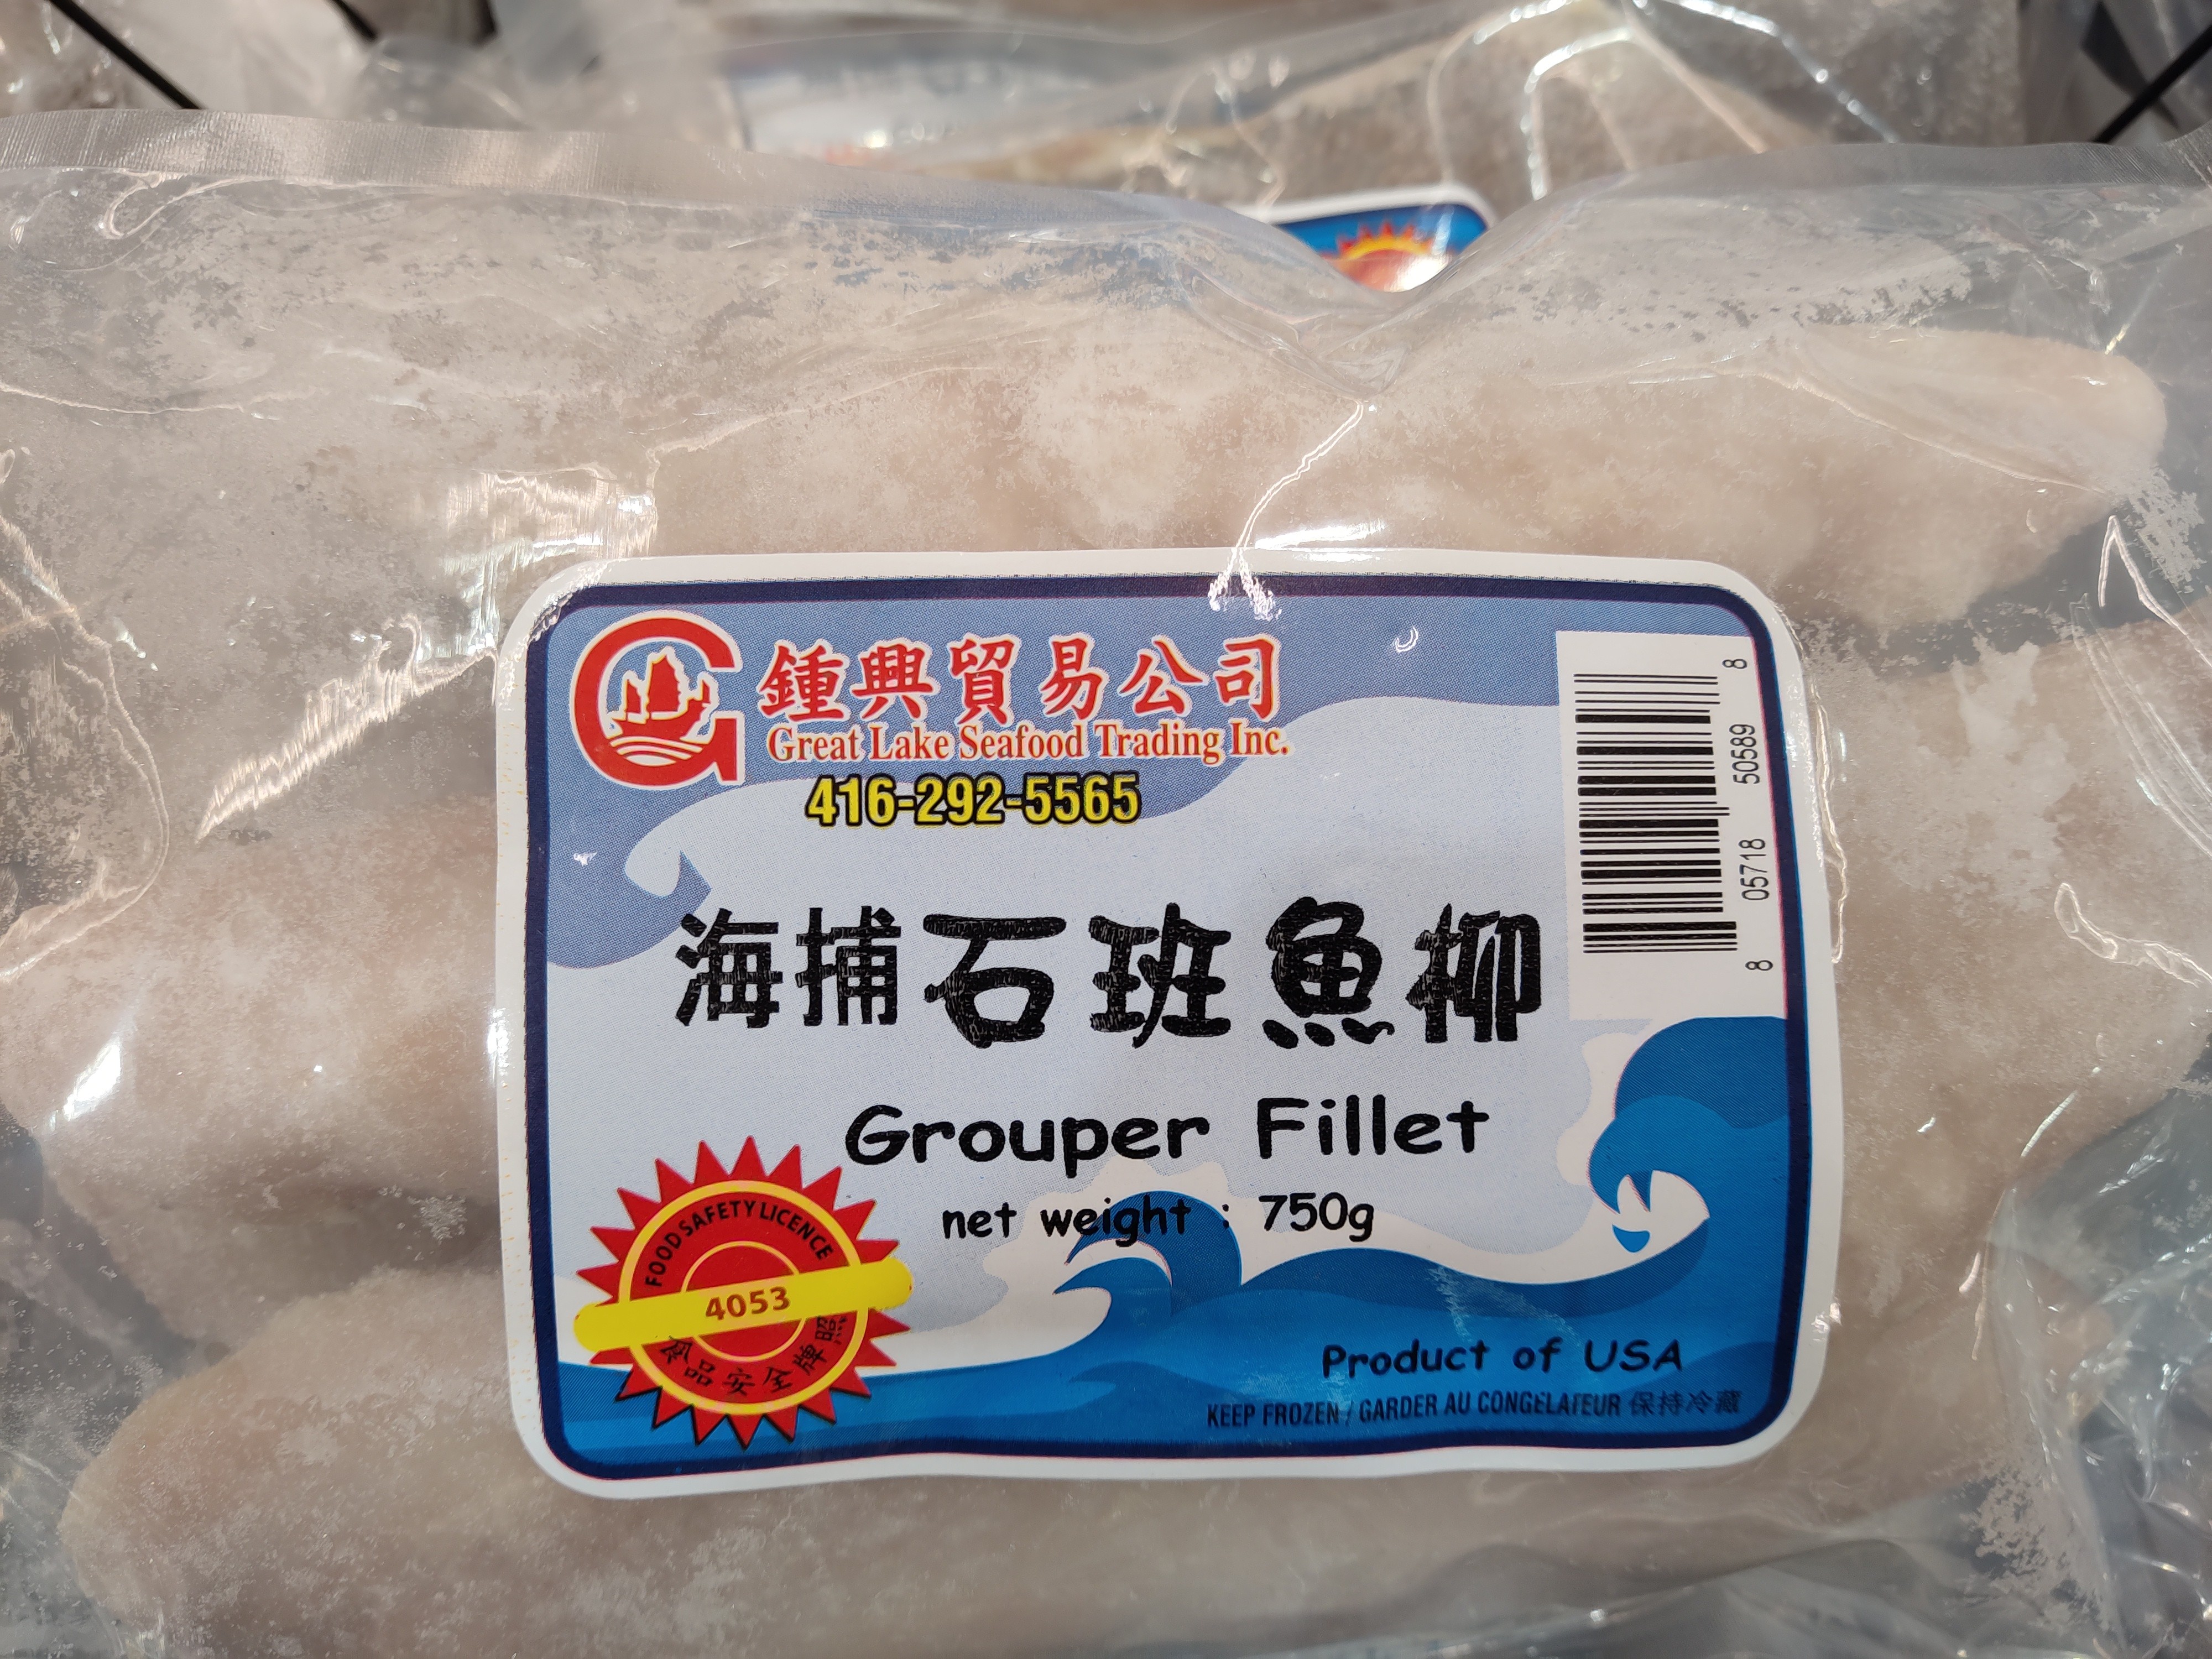 鍾興貿易公司
Great Lake Seafood Trading Inc.
416-292-5565
8 05718 50589 8
海捕石班魚柳
Grouper Fillet
net weight : 750g
FOOD SAFETY LICENCE
4053
食品安全牌照
Product of USA
KEEP FROZEN / GARDER AU CONGELATEUR 保持冷藏